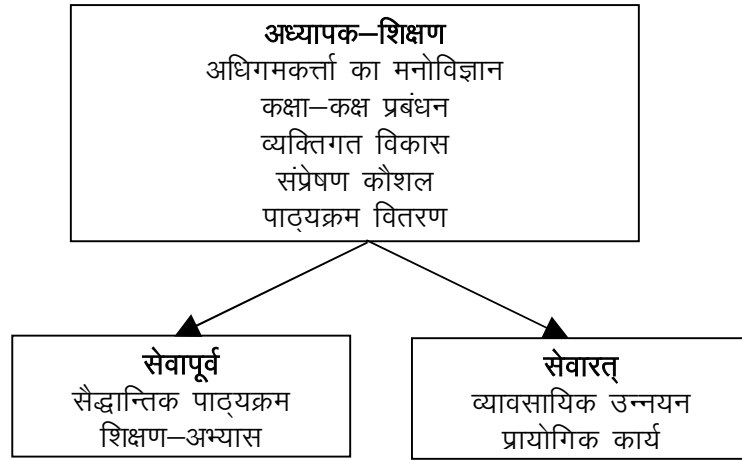 अध्यापक–शिक्षण
अधिगमकर्त्ता का मनोविज्ञान
कक्षा–कक्ष प्रबंधन
व्यक्तिगत विकास
संप्रेषण कौशल
पाठ्यक्रम वितरण
सेवापूर्व
सैद्धान्तिक पाठ्यक्रम
शिक्षण–अभ्यास
सेवारत्
व्यावसायिक उन्नयन
प्रायोगिक कार्य